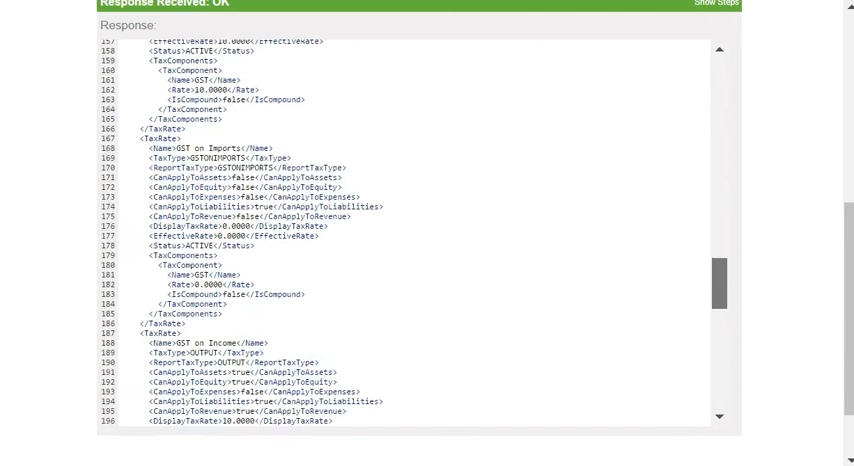 Response Received: OK
Show Steps
Response:
157 <EffectiveRate>10.0000</EffectiveRate>
158 <Status>ACTIVE</Status>
159 <TaxComponents>
160 <TaxComponent>
161 <Name>GST</Name>
162 <Rate>10.0000</Rate>
163 <IsCompound>false</IsCompound>
164 </TaxComponent>
165 </TaxComponents>
166 </TaxRate>
167 <TaxRate>
168 <Name>GST on Imports</Name>
169 <TaxType>GSTONIMPORTS</TaxType>
170 <ReportTaxType>GSTONIMPORTS</ReportTaxType>
171 <CanApplyToAssets>false</CanApplyToAssets>
172 <CanApplyToEquity>false</CanApplyToEquity>
173 <CanApplyToExpenses>false</CanApplyToExpenses>
174 <CanApplyToLiabilities>true</CanApplyToLiabilities>
175 <CanApplyToRevenue>false</CanApplyToRevenue>
176 <DisplayTaxRate>0.0000</DisplayTaxRate>
177 <EffectiveRate>0.0000</EffectiveRate>
178 <Status>ACTIVE</Status>
179 <TaxComponents>
180 <TaxComponent>
181 <Name>GST</Name>
182 <Rate>0.0000</Rate>
183 <IsCompound>false</IsCompound>
184 </TaxComponent>
185 </TaxComponents>
186 </TaxRate>
187 <TaxRate>
188 <Name>GST on Income</Name>
189 <TaxType>OUTPUT</TaxType>
190 <ReportTaxType>OUTPUT</ReportTaxType>
191 <CanApplyToAssets>true</CanApplyToAssets>
192 <CanApplyToEquity>true</CanApplyToEquity>
193 <CanApplyToExpenses>false</CanApplyToExpenses>
194 <CanApplyToLiabilities>true</CanApplyToLiabilities>
195 <CanApplyToRevenue>true</CanApplyToRevenue>
196 <DisplayTaxRate>10.0000</DisplayTaxRate>